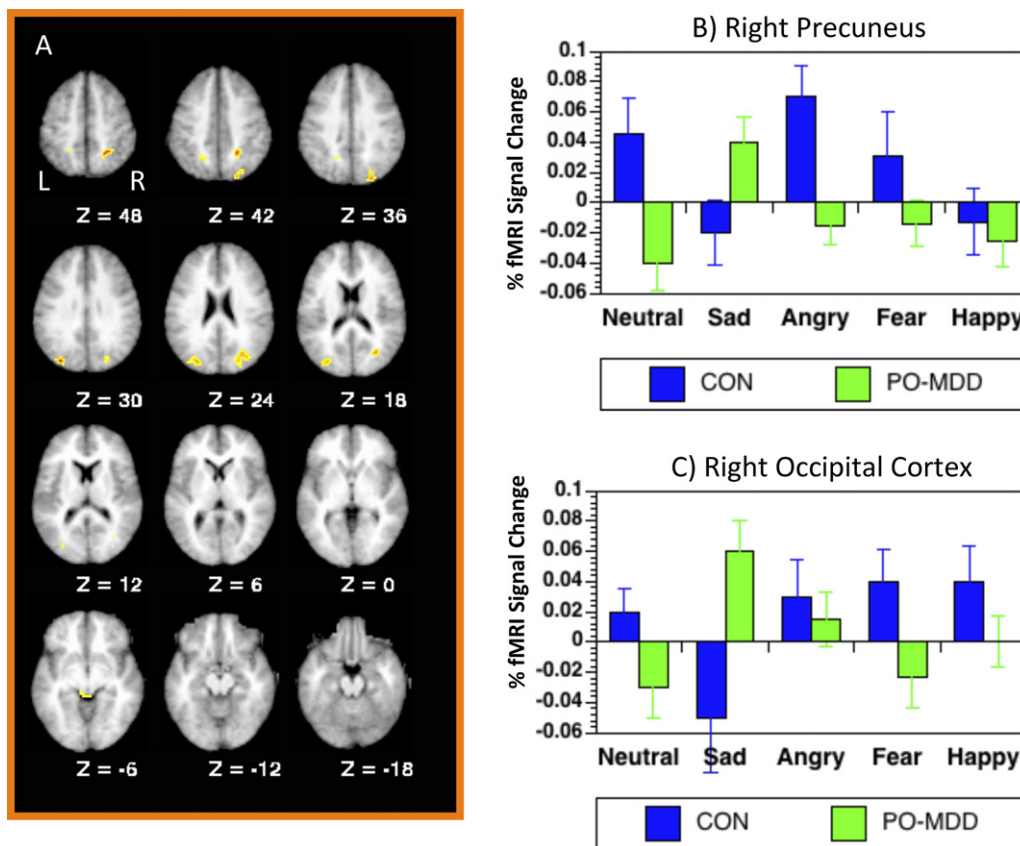 A
L R
Z = 48 Z = 42 Z = 36
Z = 30 Z = 24 Z = 18
Z = 12 Z = 6 Z = 0
Z = -6 Z = -12 Z = -18
B) Right Precuneus
% fMRI Signal Change
0.1
0.08
0.06
0.04
0.02
0
-0.02
-0.04
-0.06
Neutral Sad Angry Fear Happy
CON PO-MDD
C) Right Occipital Cortex
% fMRI Signal Change
0.1
0.08
0.06
0.04
0.02
0
-0.02
-0.04
-0.06
Neutral Sad Angry Fear Happy
CON PO-MDD